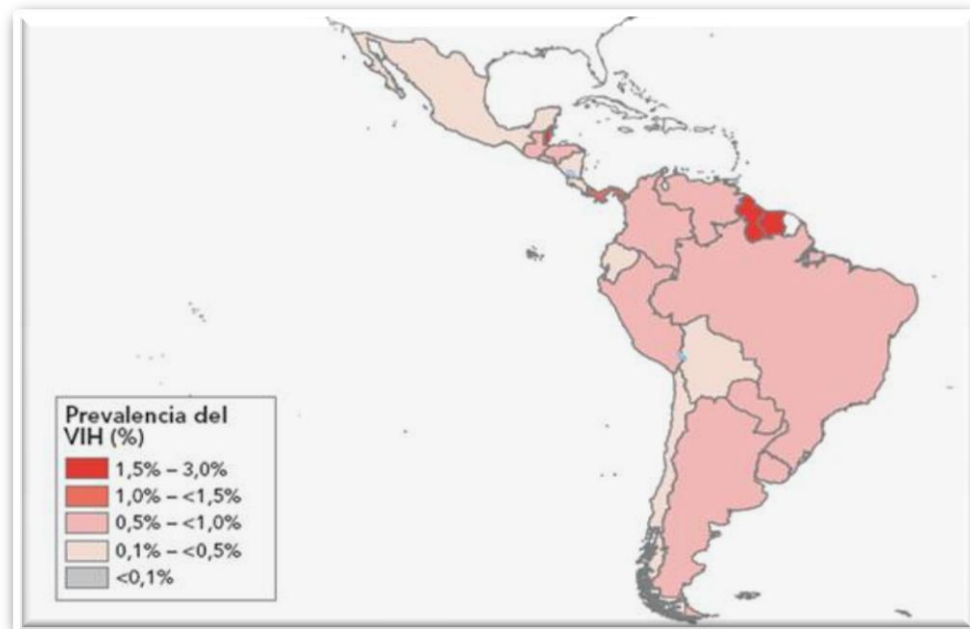 Prevalencia del
VIH (%)
1,5% – 3,0%
1,0% – <1,5%
0,5% – <1,0%
0,1% – <0,5%
<0,1%